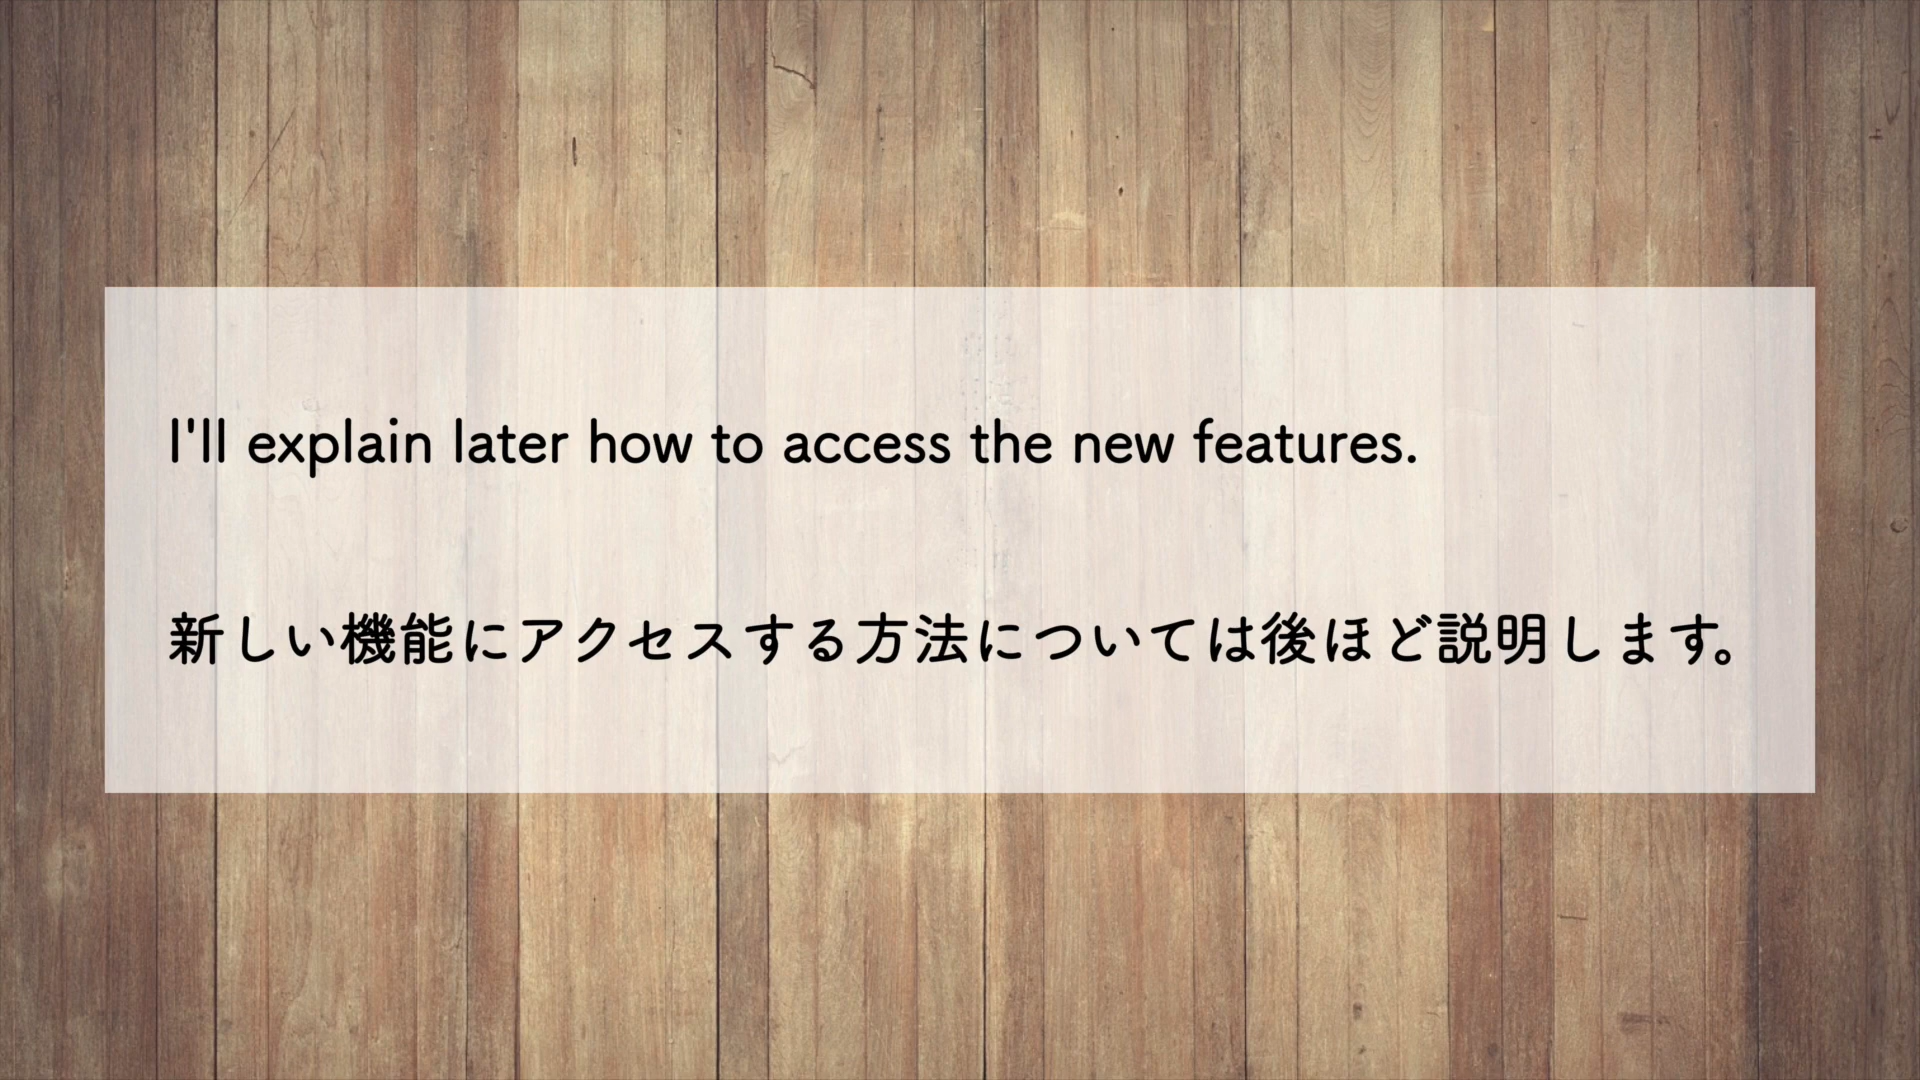 I'll explain later how to access the new features.
新しい機能にアクセスする方法については後ほど説明します。